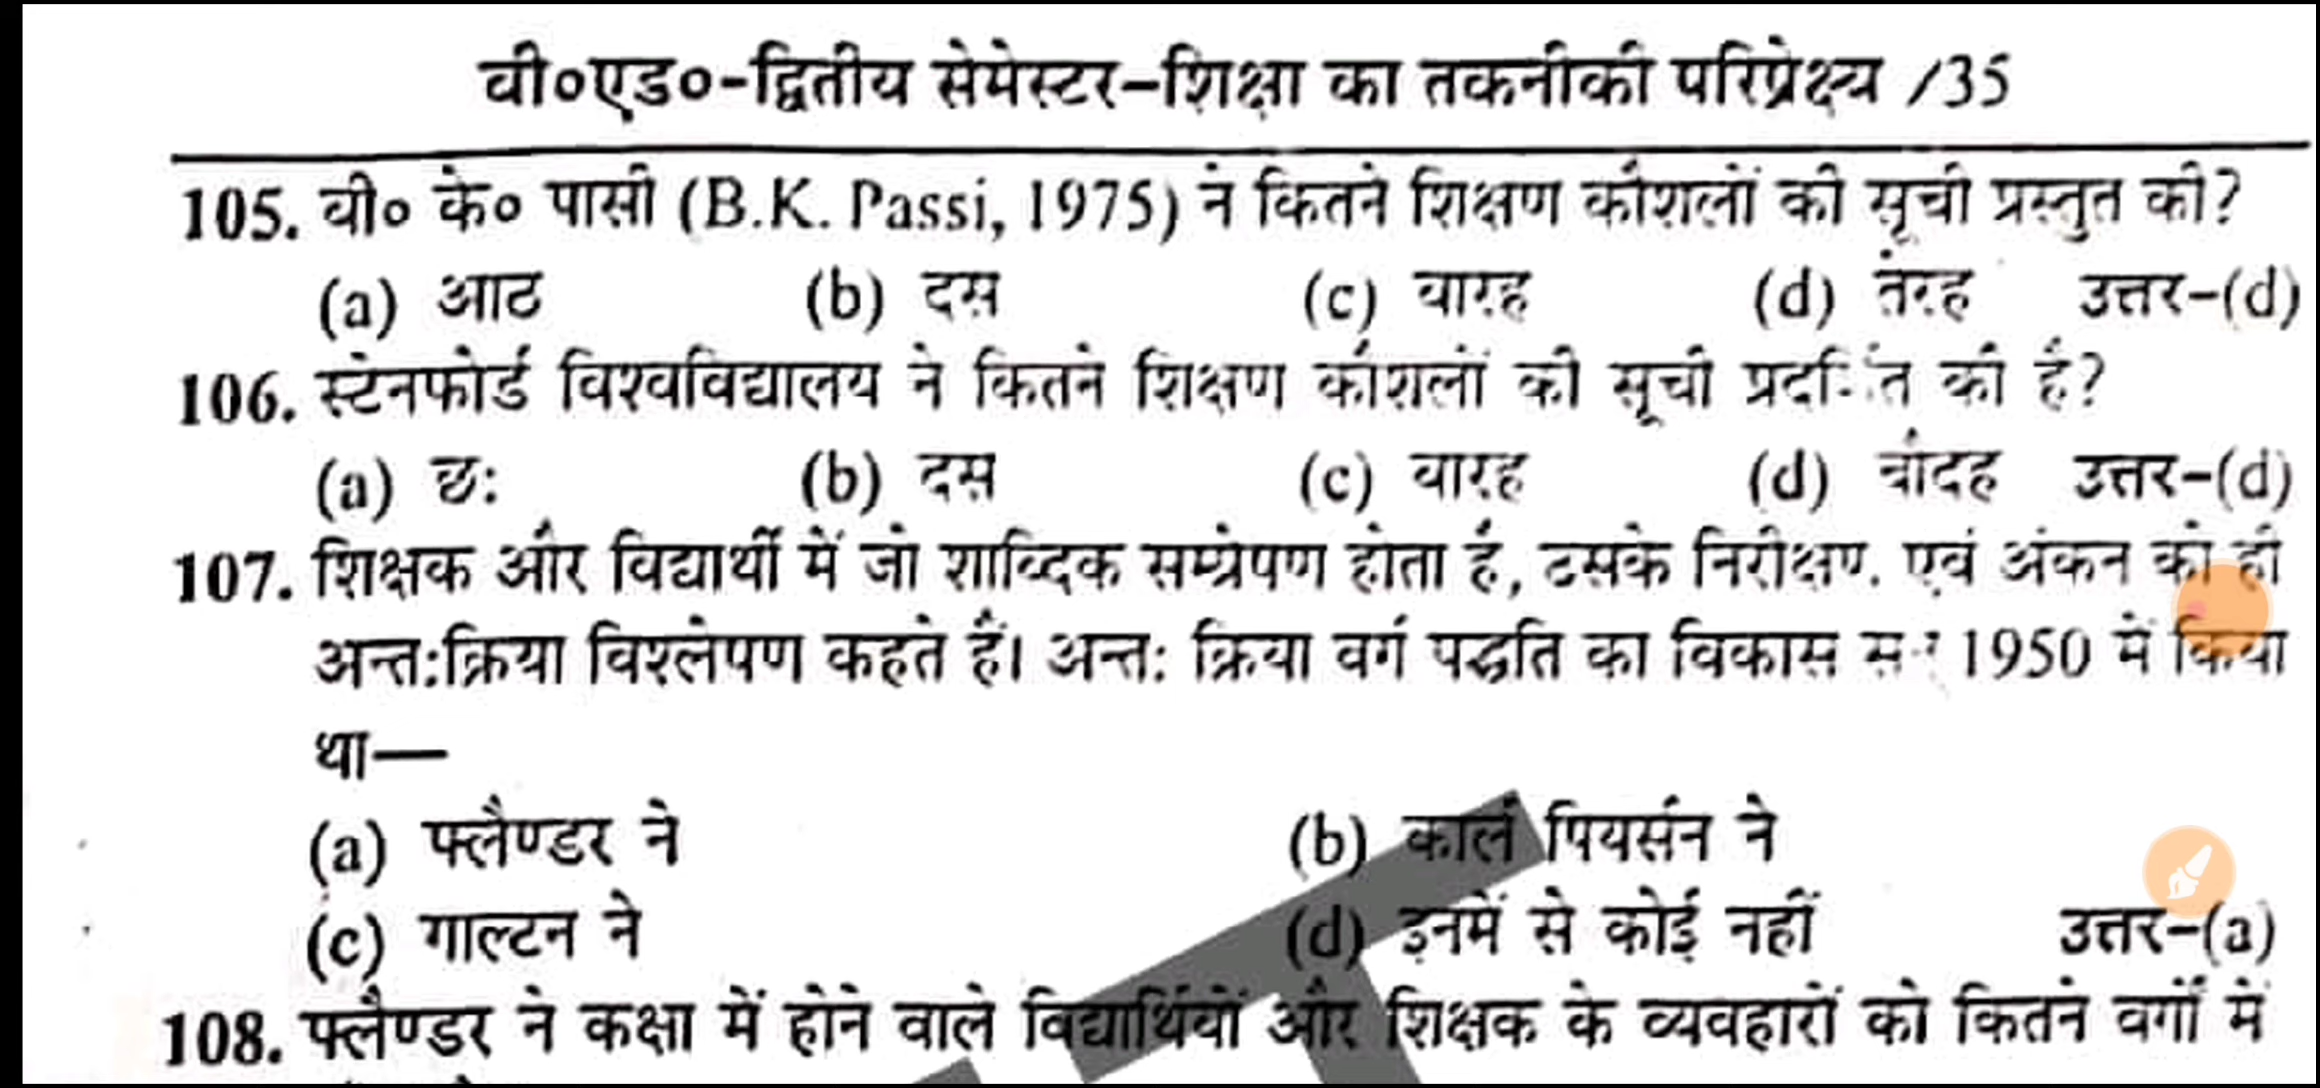 बी०एड०-द्वितीय सेमेस्टर-शिक्षा का तकनीकी परिप्रेक्ष्य /35
105. बी० के० पासी (B.K. Passi, 1975) ने कितने शिक्षण कौशलों की सूची प्रस्तुत की?
(a) आठ (b) दस (c) बारह (d) तेरह उत्तर-(d)
106. स्टेनफोर्ड विश्वविद्यालय ने कितने शिक्षण कौशलों की सूची प्रदर्शित की है?
(a) छः (b) दस (c) बारह (d) चौदह उत्तर-(d)
107. शिक्षक और विद्यार्थी में जो शाब्दिक सम्प्रेषण होता है, उसके निरीक्षण एवं अंकन को ही
अन्त:क्रिया विश्लेषण कहते हैं। अन्त: क्रिया वर्ग पद्धति का विकास सन् 1950 में किया
था—
(a) फ्लैण्डर ने (b) कार्ल पियर्सन ने
(c) गाल्टन ने (d) इनमें से कोई नहीं उत्तर-(a)
108. फ्लैण्डर ने कक्षा में होने वाले विद्यार्थियों और शिक्षक के व्यवहारों को कितने वर्गों में